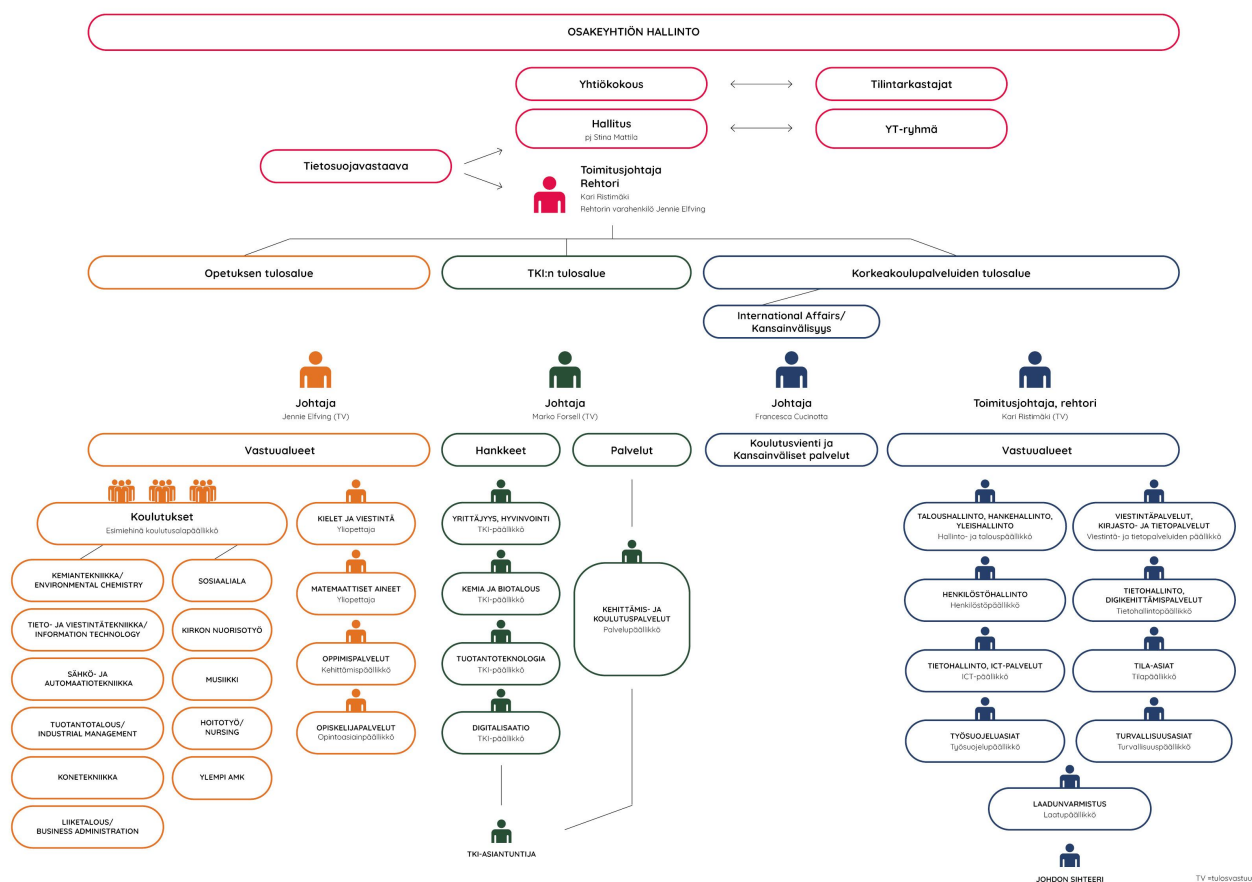 OSAKEYHTIÖN HALLINTO
Yhtiökokous
Tilintarkastajat
Hallitus
pj Stina Mattila
YT-ryhmä
Tietosuojavastaava
Toimitusjohtaja
Rehtori
Kari Ristimäki
Rehtorin varahenkilö Jennie Elfving
Opetuksen tulosalue
TKI:n tulosalue
Korkeakoulupalveluiden tulosalue
International Affairs/
Kansainvälisyys
Johtaja
Jennie Elfving (TV)
Johtaja
Marko Forsell (TV)
Johtaja
Francesco Cucinotta
Toimitusjohtaja, rehtori
Kari Ristimäki (TV)
Vastuualueet
Hankkeet
Palvelut
Koulutusvienti ja
Kansainväliset palvelut
Vastuualueet
Koulutukset
Esimiehinä koulutusalapäällikkö
KEMIANTEKNIIKKA/
ENVIRONMENTAL CHEMISTRY
TIETO- JA VIESTINTÄTEKNIIKKA/
INFORMATION TECHNOLOGY
SÄHKÖ- JA
AUTOMAATIOTEKNIIKKA
TUOTANTOTALOUS/
INDUSTRIAL MANAGEMENT
KONETEKNIIKKA
LIIKETALOUS/
BUSINESS ADMINISTRATION
SOSIAALIALA
KIRKON NUORISOTYÖ
MUSIIKKI
HOITOTYÖ/
NURSING
YLEMPI AMK
KIELET JA VIESTINTÄ
Yliopettaja
MATEMAATTISET AINEET
Yliopettaja
OPPIMISPALVELUT
Kehittämispäällikkö
OPISKELIJAPALVELUT
Opintoasiainpäällikkö
YRITTÄJYYS, HYVINVOINTI
TKI-päällikkö
KEMIA JA BIOTALOUS
TKI-päällikkö
TUOTANTOTEKNOLOGIA
TKI-päällikkö
DIGITALISAATIO
TKI-päällikkö
KEHITTÄMIS- JA
KOULUTUSPALVELUT
Palvelupäällikkö
TKI-ASIANTUNTIJA
TALOUSHALLINTO, HANKEHALLINTO,
YLEISHALLINTO
Hallinto- ja talouspäällikkö
VIESTINTÄPALVELUT,
KIRJASTO- JA TIETOPALVELUT
Viestintä- ja tietopalveluiden päällikkö
HENKILÖSTÖHALLINTO
Henkilöstöpäällikkö
TIETOHALLINTO,
DIGIKEHITTÄMISPALVELUT
Tietohallintopäällikkö
TIETOHALLINTO, ICT-PALVELUT
ICT-päällikkö
TILA-ASIAT
Tilapäällikkö
TYÖSUOJELUASIAT
Työsuojelupäällikkö
TURVALLISUUSASIAT
Turvallisuuspäällikkö
LAADUNVARMISTUS
Laatupäällikkö
JOHDON SIHTEERI
TV =tulosvastuu